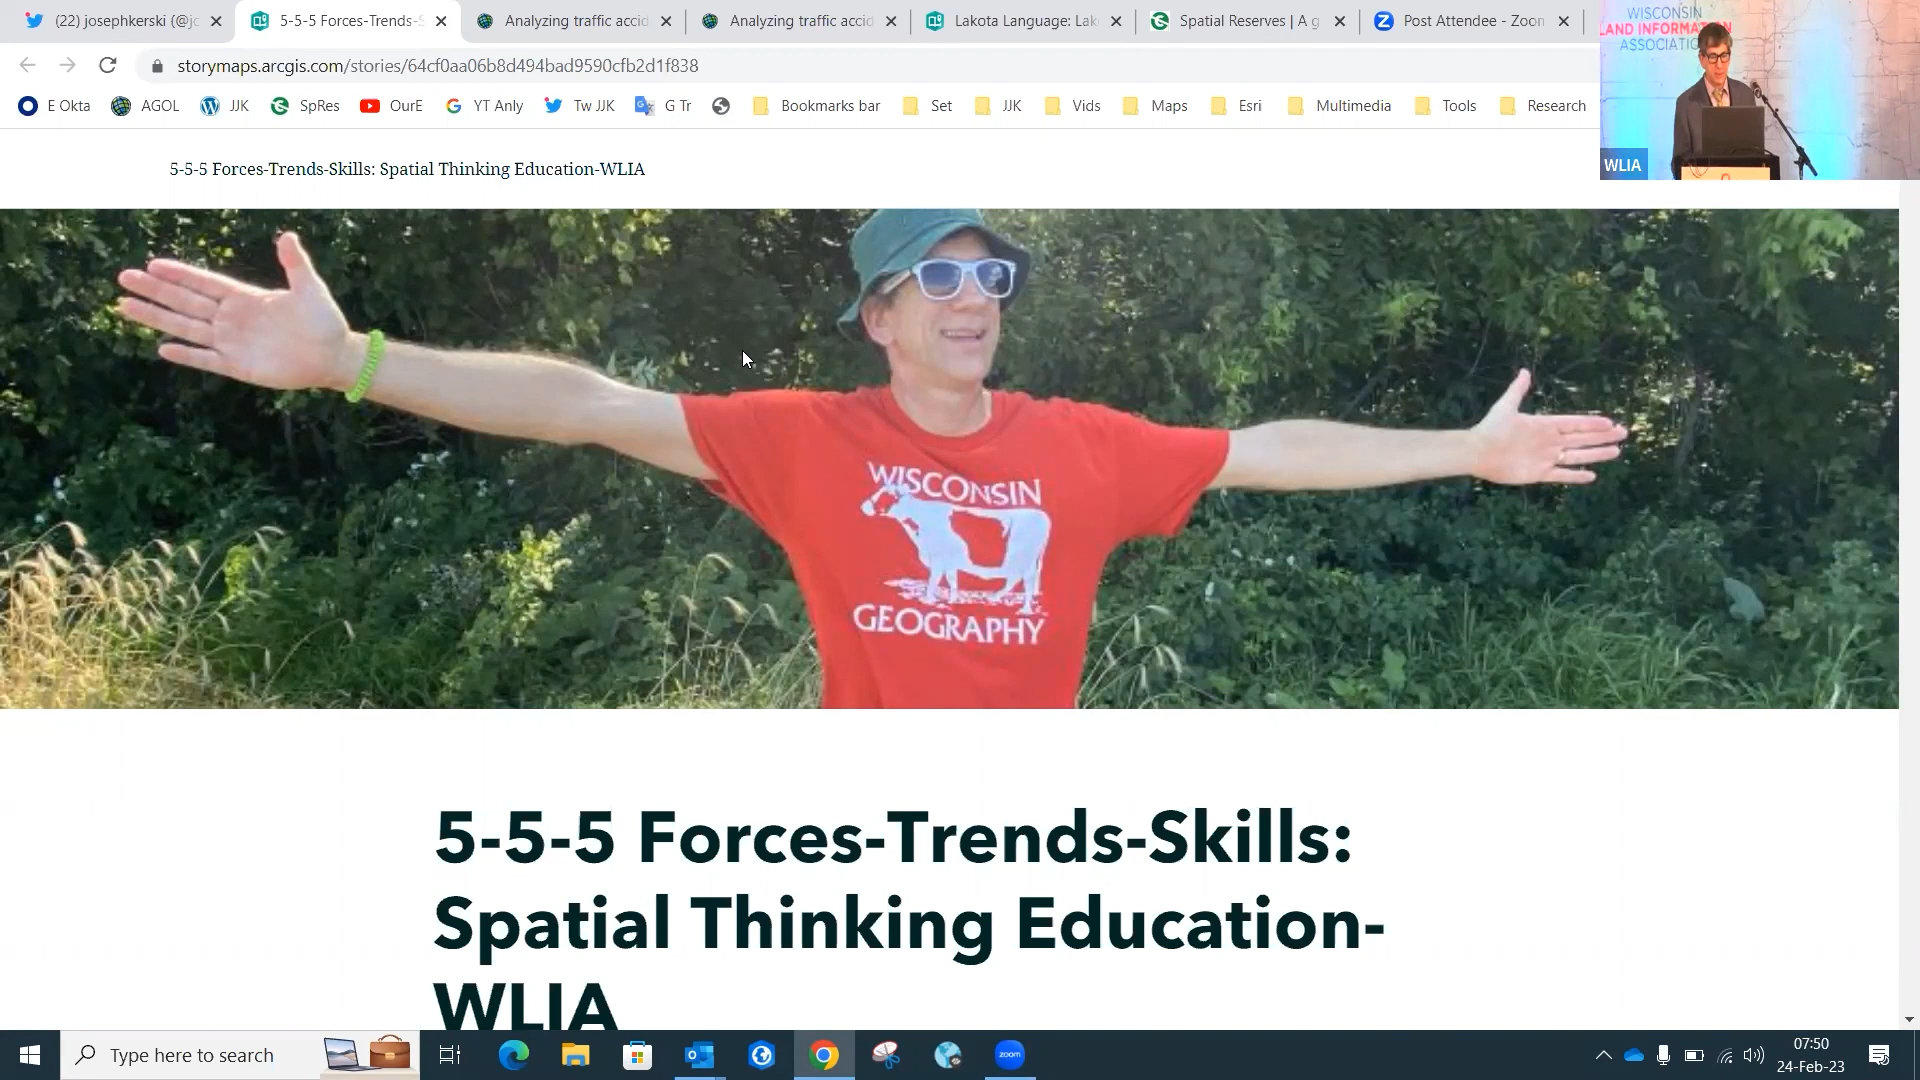 (22) josephkerski (@jc
5-5-5 Forces-Trends-S
Analyzing traffic accid
Analyzing traffic accid
Lakota Language: Lak
Spatial Reserves | A g
Post Attendee - Zoon
storymaps.arcgis.com/stories/64cf0aa06b8d494bad9590cfb2d1f838
E Okta
AGOL
JJK
SpRes
OurE
YT Anly
Tw JJK
G Tr
Bookmarks bar
Set
JJK
Vids
Maps
Esri
Multimedia
Tools
Research
WISCONSIN
LAND INFORMATION
ASSOCIATIO
WLIA
5-5-5 Forces-Trends-Skills: Spatial Thinking Education-WLIA
WISCONSIN
GEOGRAPHY
5-5-5 Forces-Trends-Skills:
Spatial Thinking Education-
WLIA
Type here to search
zoom
07:50
24-Feb-23